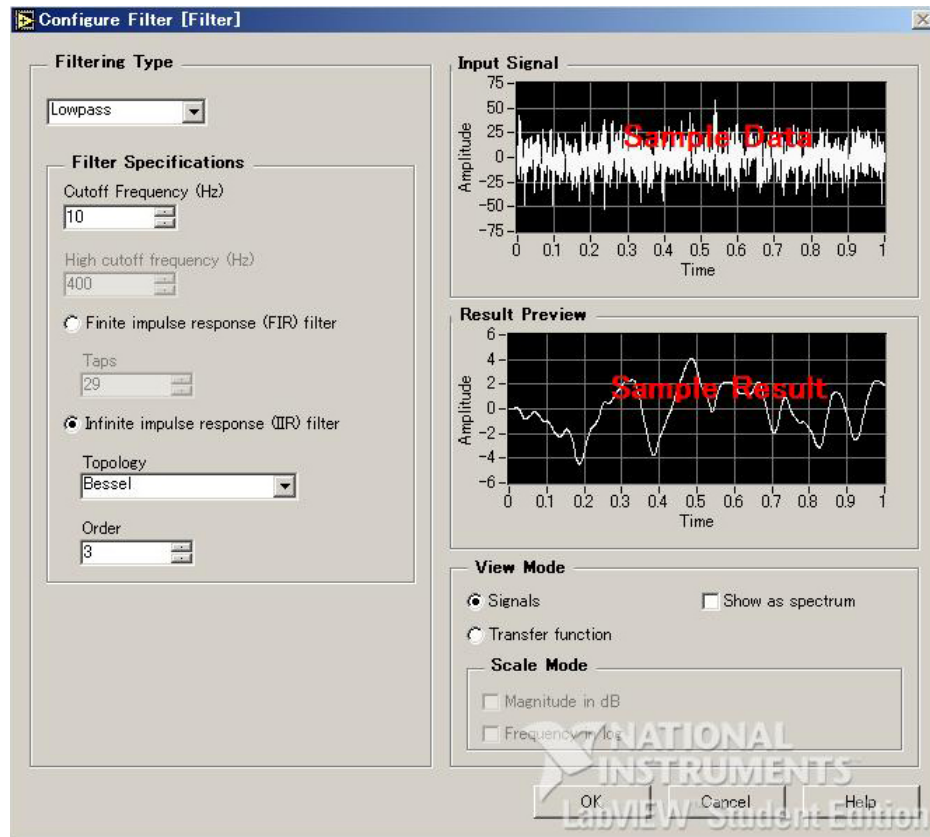 Configure Filter [Filter]
Filtering Type
Lowpass
Filter Specifications
Cutoff Frequency (Hz)
10
High cutoff frequency (Hz)
400
Finite impulse response (FIR) filter
Taps
29
Infinite impulse response (IIR) filter
Topology
Bessel
Order
3
Input Signal
75
50
25
0
-25
-50
-75
Amplitude
Sample Data
0 0.1 0.2 0.3 0.4 0.5 0.6 0.7 0.8 0.9 1
Time
Result Preview
6
4
2
0
-2
-4
-6
Amplitude
Sample Result
0 0.1 0.2 0.3 0.4 0.5 0.6 0.7 0.8 0.9 1
Time
View Mode
Signals
Show as spectrum
Transfer function
Scale Mode
Magnitude in dB
Frequency in log
NATIONAL
INSTRUMENTS
LabVIEW Student Edition
OK
Cancel
Help